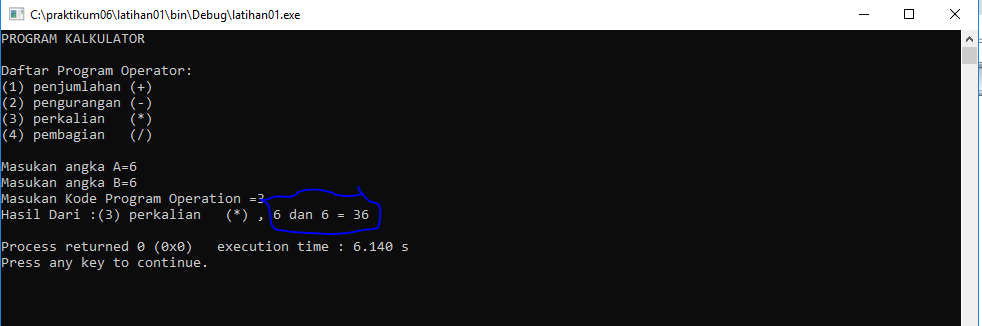 C:\praktikum06\latihan01\bin\Debug\latihan01.exe
PROGRAM KALKULATOR
Daftar Program Operator:
(1) penjumlahan (+)
(2) pengurangan (-)
(3) perkalian   (*)
(4) pembagian   (/)
Masukan angka A=6
Masukan angka B=6
Masukan Kode Program Operation =3
Hasil Dari :(3) perkalian   (*) , 6 dan 6 = 36
Process returned 0 (0x0)   execution time : 6.140 s
Press any key to continue.